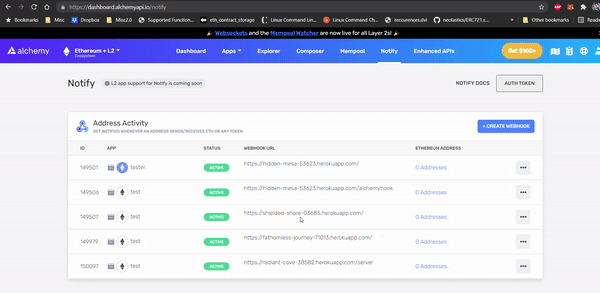 https://dashboard.alchemyapi.io/notify
Bookmarks Misc Dropbox Misc2.0 Supported Function... eth_contract_storage Linux Command Line... Linux Command Char... reccurences.dvi neolastics/ERC721.s... Other bookmarks Reading list
Websockets and the Mempool Watcher are now live for all Layer 2s!
alchemy Ethereum + L2 Dashboard Apps Explorer Composer Mempool Notify Enhanced APIs Get $100+
Notify L2 app support for Notify is coming soon NOTIFY DOCS AUTH TOKEN
Address Activity
GET NOTIFIED WHENEVER AN ADDRESS SENDS/RECEIVES ETH OR ANY TOKEN
+ CREATE WEBHOOK
ID APP STATUS WEBHOOK URL ETHEREUM ADDRESS
149501 tester ACTIVE https://hidden-mesa-53623.herokuapp.com/ 0 Addresses
149506 test ACTIVE https://hidden-mesa-53623.herokuapp.com/alchemyhook 0 Addresses
149507 test ACTIVE https://shielded-shore-03685.herokuapp.com/ 0 Addresses
149979 test ACTIVE https://fathomless-journey-71013.herokuapp.com/ 0 Addresses
150097 test ACTIVE https://radiant-cove-38582.herokuapp.com/server 0 Addresses